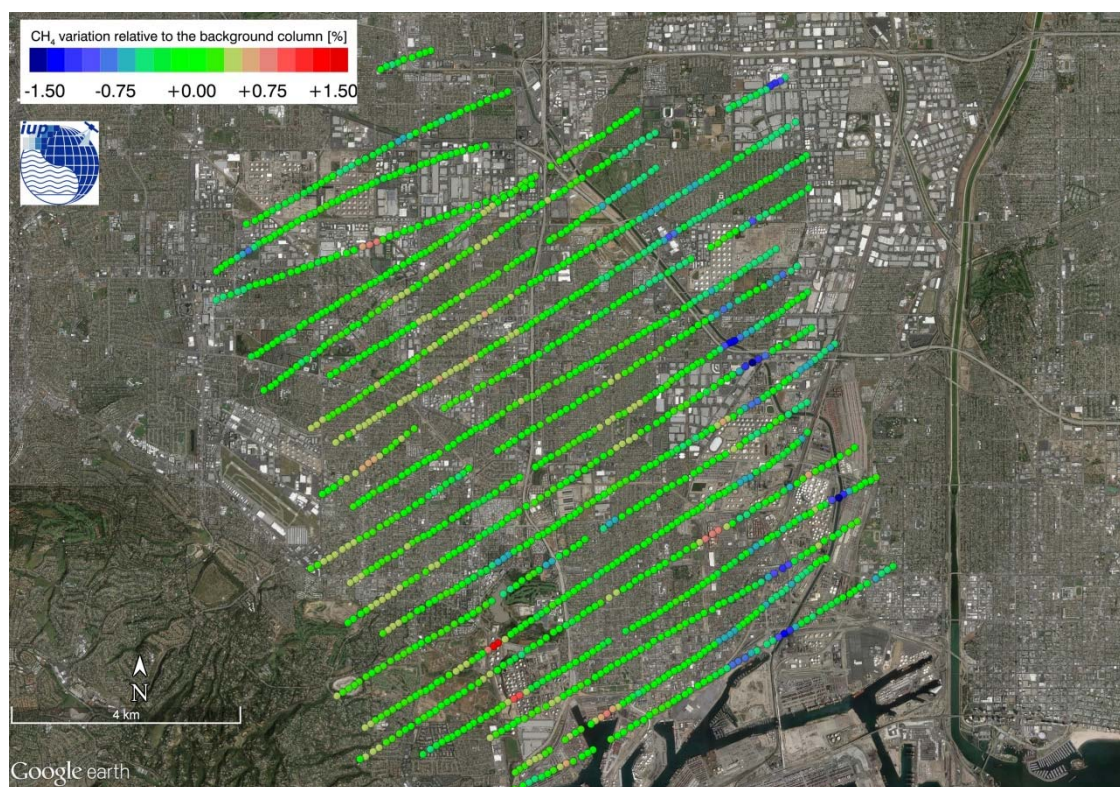 CH₄ variation relative to the background column [%]
-1.50 -0.75 +0.00 +0.75 +1.50
iup
N
4 km
Google earth